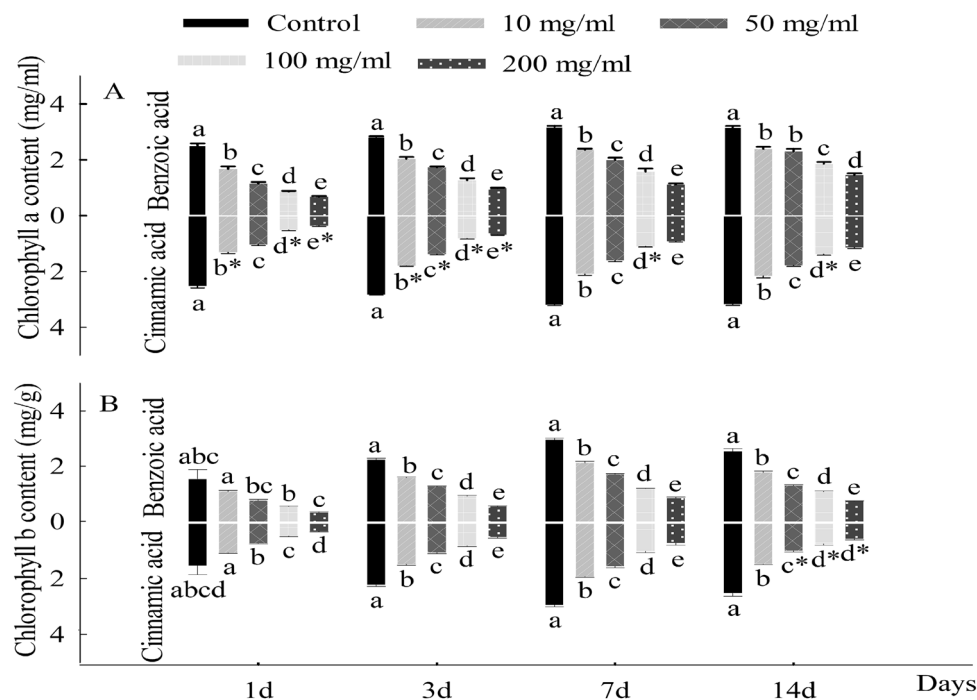 Control 10 mg/ml 50 mg/ml
100 mg/ml 200 mg/ml
Chlorophyll a content (mg/ml)
A
Benzoic acid
Cinnamic acid
4
2
0
2
4
a b c d e
a b c d e
a b c d e
a b b c d
a b* c d* e*
a b* c* d* e*
a b c d* e
a b c d* e
Chlorophyll b content (mg/g)
B
Benzoic acid
Cinnamic acid
4
2
0
2
4
abc a bc b c
a b c d e
a b c d e
a b c d e
abcd a b c d
a b c d e
a b c d e
a b c* d* d*
1d 3d 7d 14d Days